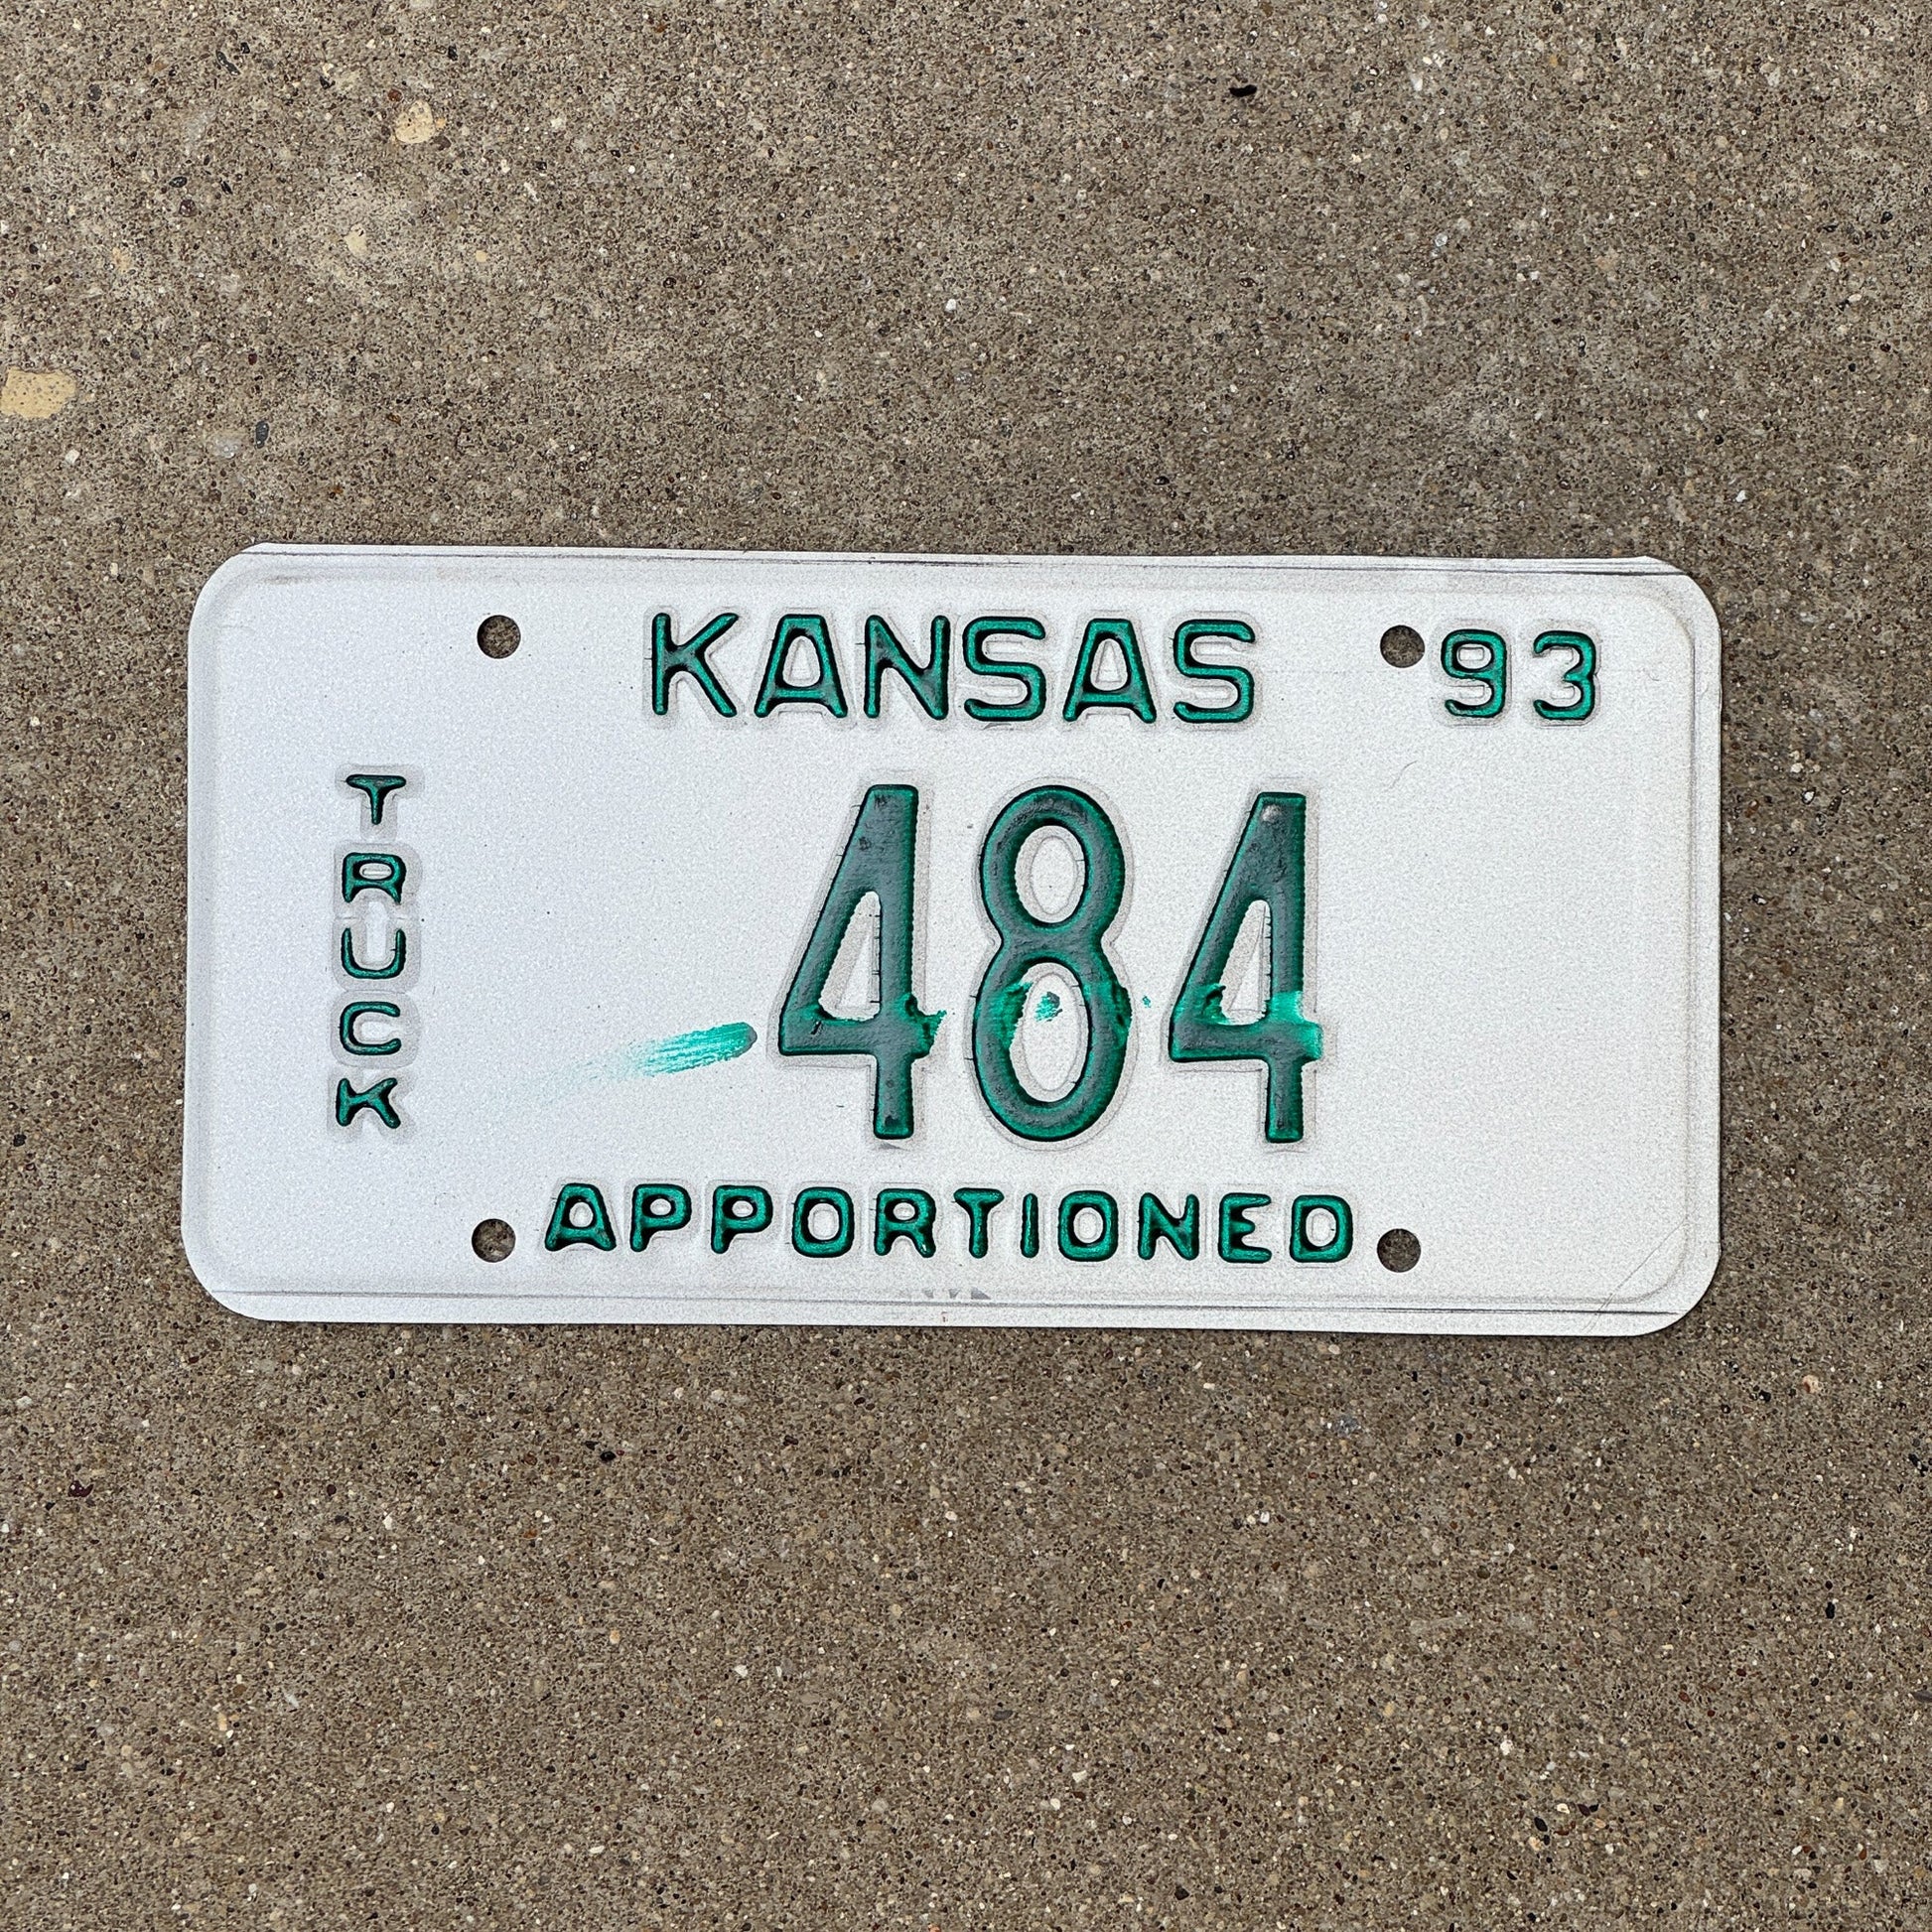 KANSAS 93
TRUCK
484
APPORTIONED